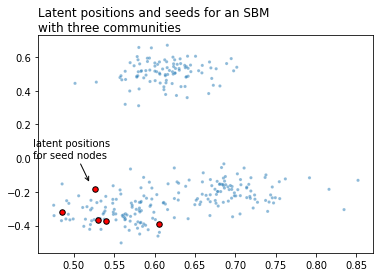 Latent positions and seeds for an SBM
with three communities
0.6
0.4
0.2
0.0
−0.2
−0.4
latent positions
for seed nodes
0.50 0.55 0.60 0.65 0.70 0.75 0.80 0.85